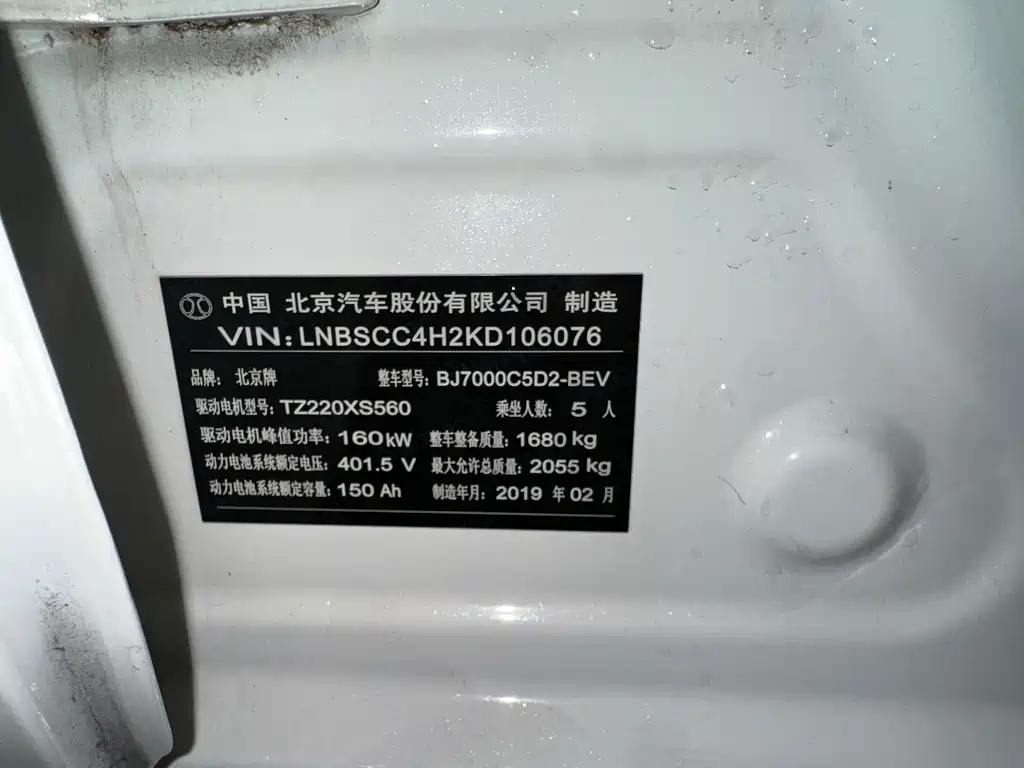 中国 北京汽车股份有限公司 制造
VIN: LNBSCC4H2KD106076
品牌: 北京牌 整车型号: BJ7000C5D2-BEV
驱动电机型号: TZ220XS560 乘坐人数: 5 人
驱动电机峰值功率: 160kW 整车整备质量: 1680 kg
动力电池系统额定电压: 401.5 V 最大允许总质量: 2055 kg
动力电池系统额定容量: 150 Ah 制造年月: 2019 年 02 月